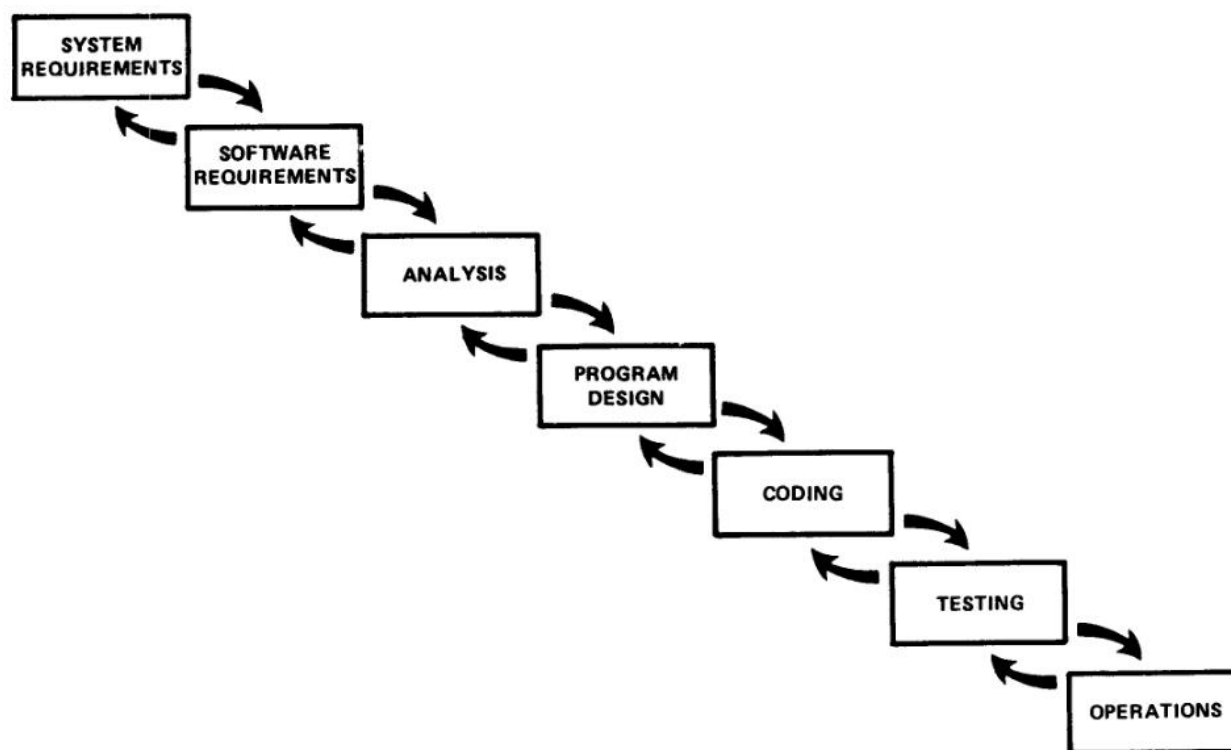 SYSTEM
REQUIREMENTS
SOFTWARE
REQUIREMENTS
ANALYSIS
PROGRAM
DESIGN
CODING
TESTING
OPERATIONS